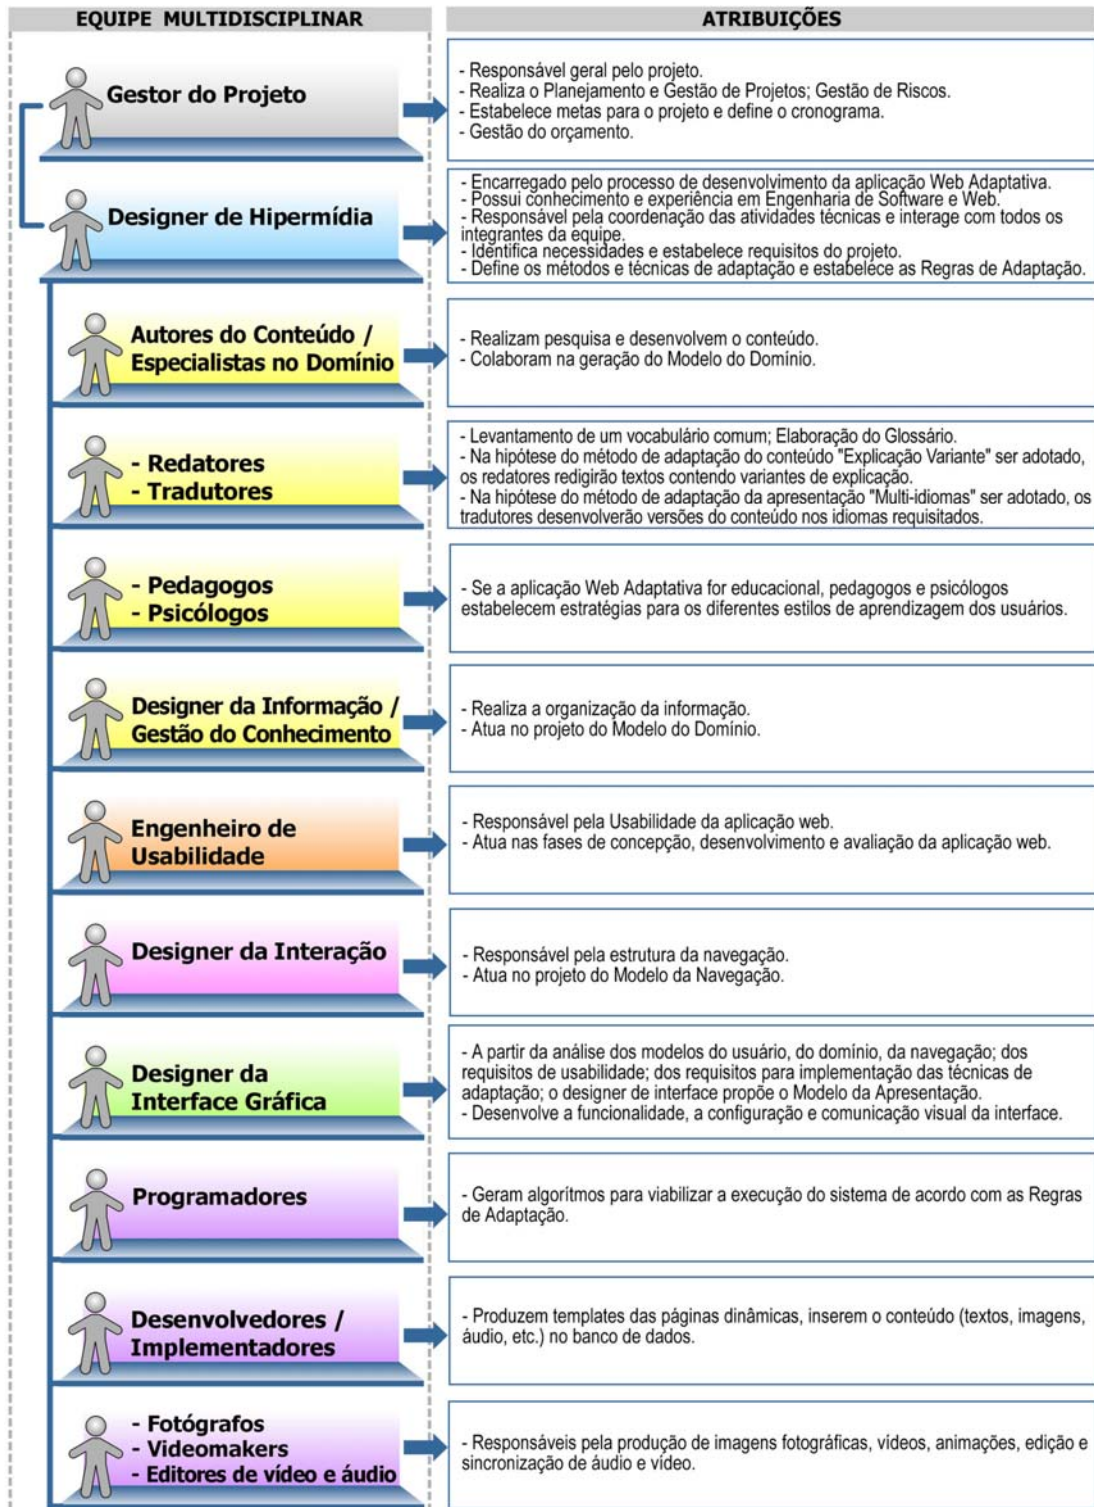 EQUIPE MULTIDISCIPLINAR
ATRIBUIÇÕES
Gestor do Projeto
- Responsável geral pelo projeto.
- Realiza o Planejamento e Gestão de Projetos; Gestão de Riscos.
- Estabelece metas para o projeto e define o cronograma.
- Gestão do orçamento.
Designer de Hipermídia
- Encarregado pelo processo de desenvolvimento da aplicação Web Adaptativa.
- Possui conhecimento e experiência em Engenharia de Software e Web.
- Responsável pela coordenação das atividades técnicas e interage com todos os
integrantes da equipe.
- Identifica necessidades e estabelece requisitos do projeto.
- Define os métodos e técnicas de adaptação e estabelece as Regras de Adaptação.
Autores do Conteúdo /
Especialistas no Domínio
- Realizam pesquisa e desenvolvem o conteúdo.
- Colaboram na geração do Modelo do Domínio.
- Redatores
- Tradutores
- Levantamento de um vocabulário comum; Elaboração do Glossário.
- Na hipótese do método de adaptação do conteúdo "Explicação Variante" ser adotado,
os redatores redigirão textos contendo variantes de explicação.
- Na hipótese do método de adaptação da apresentação "Multi-idiomas" ser adotado, os
tradutores desenvolverão versões do conteúdo nos idiomas requisitados.
- Pedagogos
- Psicólogos
- Se a aplicação Web Adaptativa for educacional, pedagogos e psicólogos
estabelecem estratégias para os diferentes estilos de aprendizagem dos usuários.
Designer da Informação /
Gestão do Conhecimento
- Realiza a organização da informação.
- Atua no projeto do Modelo do Domínio.
Engenheiro de
Usabilidade
- Responsável pela Usabilidade da aplicação web.
- Atua nas fases de concepção, desenvolvimento e avaliação da aplicação web.
Designer da Interação
- Responsável pela estrutura da navegação.
- Atua no projeto do Modelo da Navegação.
Designer da
Interface Gráfica
- A partir da análise dos modelos do usuário, do domínio, da navegação; dos
requisitos de usabilidade; dos requisitos para implementação das técnicas de
adaptação; o designer de interface propõe o Modelo da Apresentação.
- Desenvolve a funcionalidade, a configuração e comunicação visual da interface.
Programadores
- Geram algorítmos para viabilizar a execução do sistema de acordo com as Regras
de Adaptação.
Desenvolvedores /
Implementadores
- Produzem templates das páginas dinâmicas, inserem o conteúdo (textos, imagens,
áudio, etc.) no banco de dados.
- Fotógrafos
- Videomakers
- Editores de vídeo e áudio
- Responsáveis pela produção de imagens fotográficas, vídeos, animações, edição e
sincronização de áudio e vídeo.